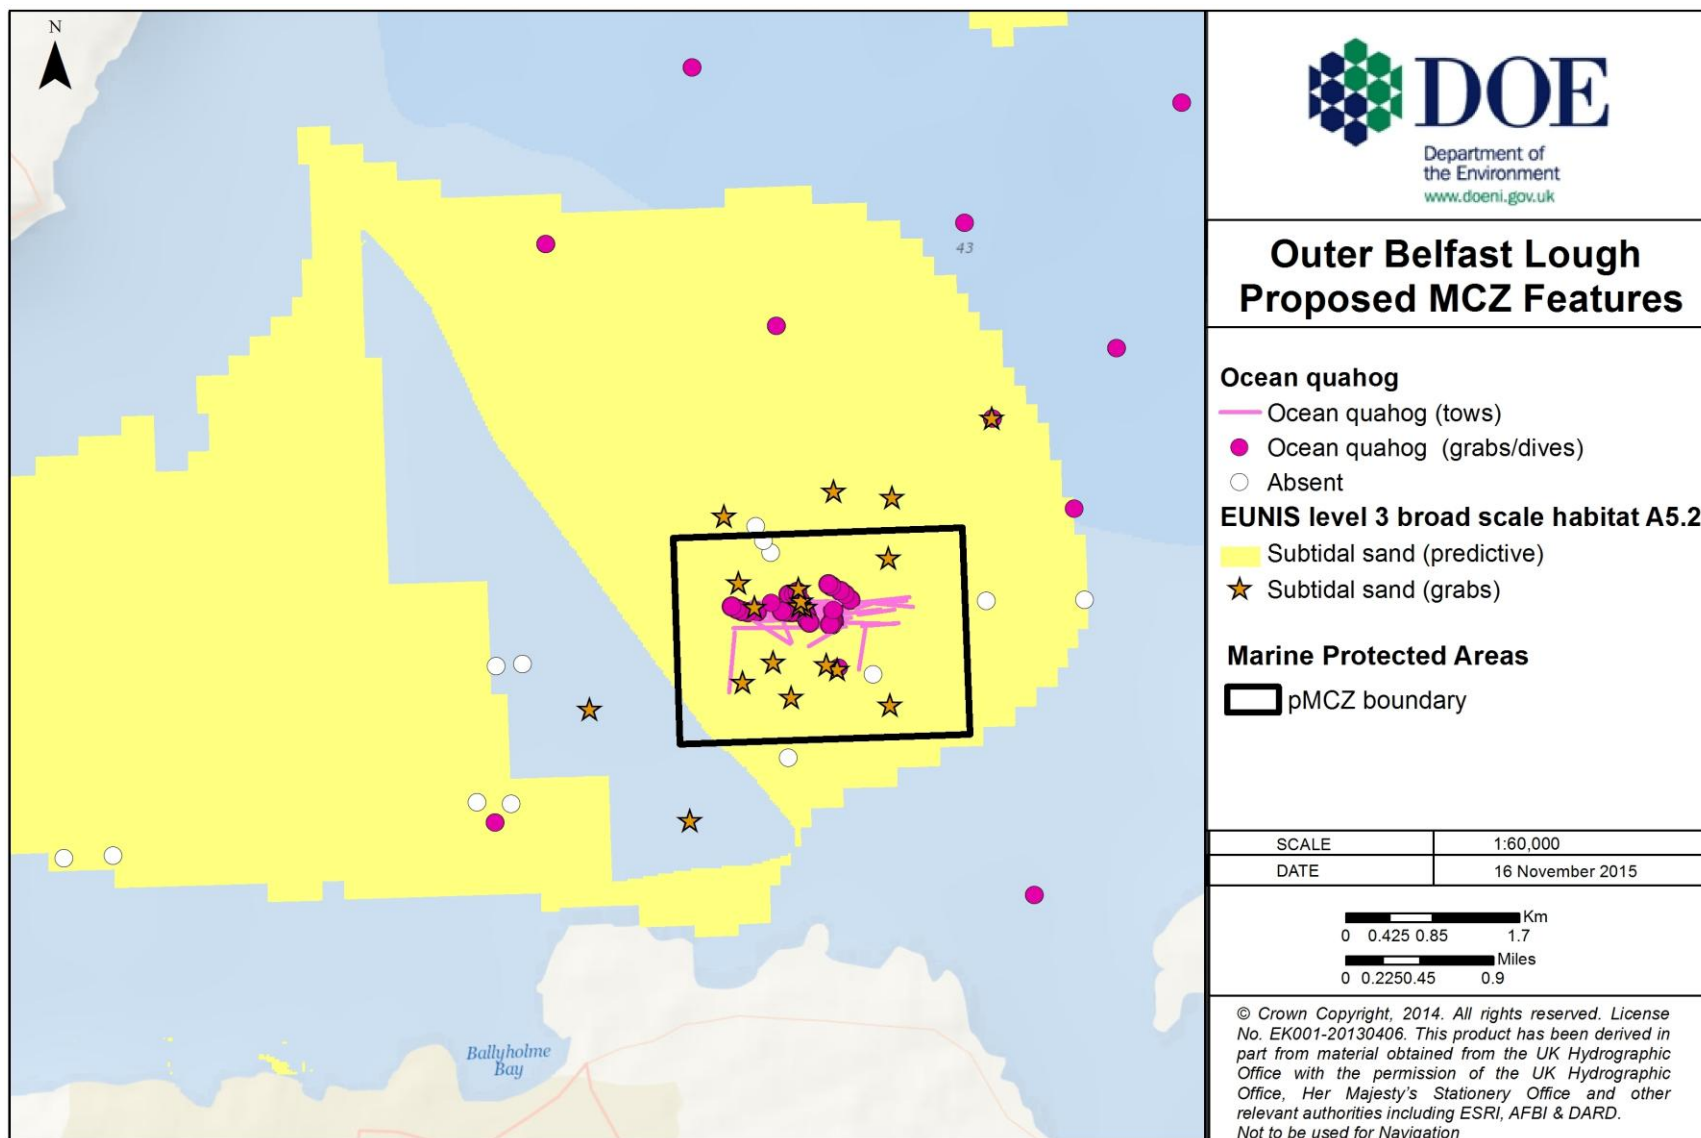 N
43
Ballyholme
Bay
DOE
Department of
the Environment
www.doeni.gov.uk
Outer Belfast Lough
Proposed MCZ Features
Ocean quahog
Ocean quahog (tows)
Ocean quahog (grabs/dives)
Absent
EUNIS level 3 broad scale habitat A5.2
Subtidal sand (predictive)
Subtidal sand (grabs)
Marine Protected Areas
pMCZ boundary
SCALE 1:60,000
DATE 16 November 2015
Km
0 0.425 0.85 1.7
Miles
0 0.2250.45 0.9
© Crown Copyright, 2014. All rights reserved. License
No. EK001-20130406. This product has been derived in
part from material obtained from the UK Hydrographic
Office with the permission of the UK Hydrographic
Office, Her Majesty's Stationery Office and other
relevant authorities including ESRI, AFBI & DARD.
Not to be used for Navigation